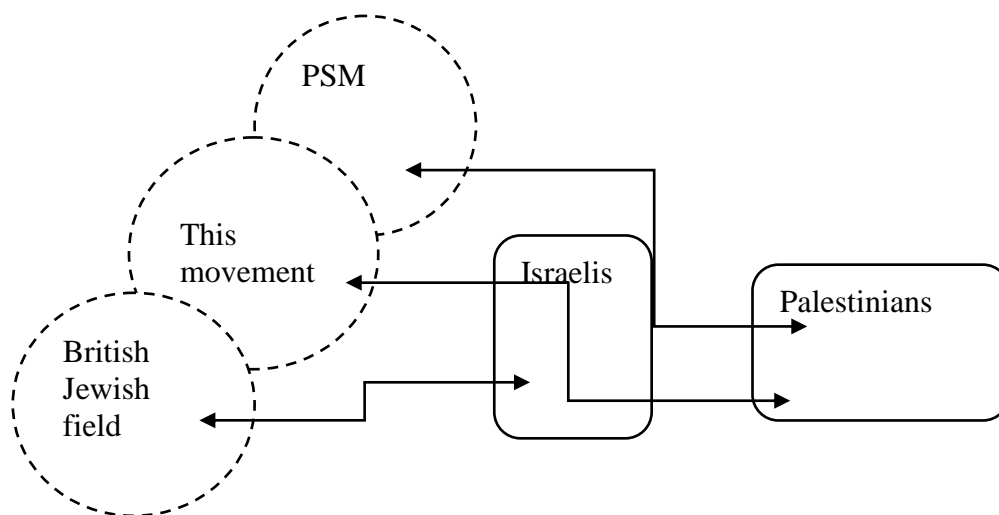 PSM
This
movement
Israelis
Palestinians
British
Jewish
field